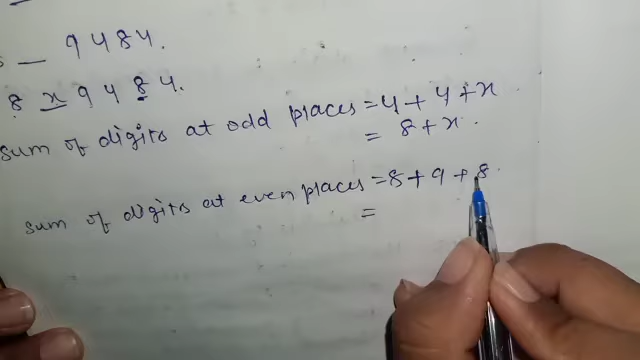 _ 9484.
8 x 9 4 8 4.
sum of digits at odd places = 4 + 4 + x
= 8 + x.
sum of digits at even places = 8 + 9 + 8
=